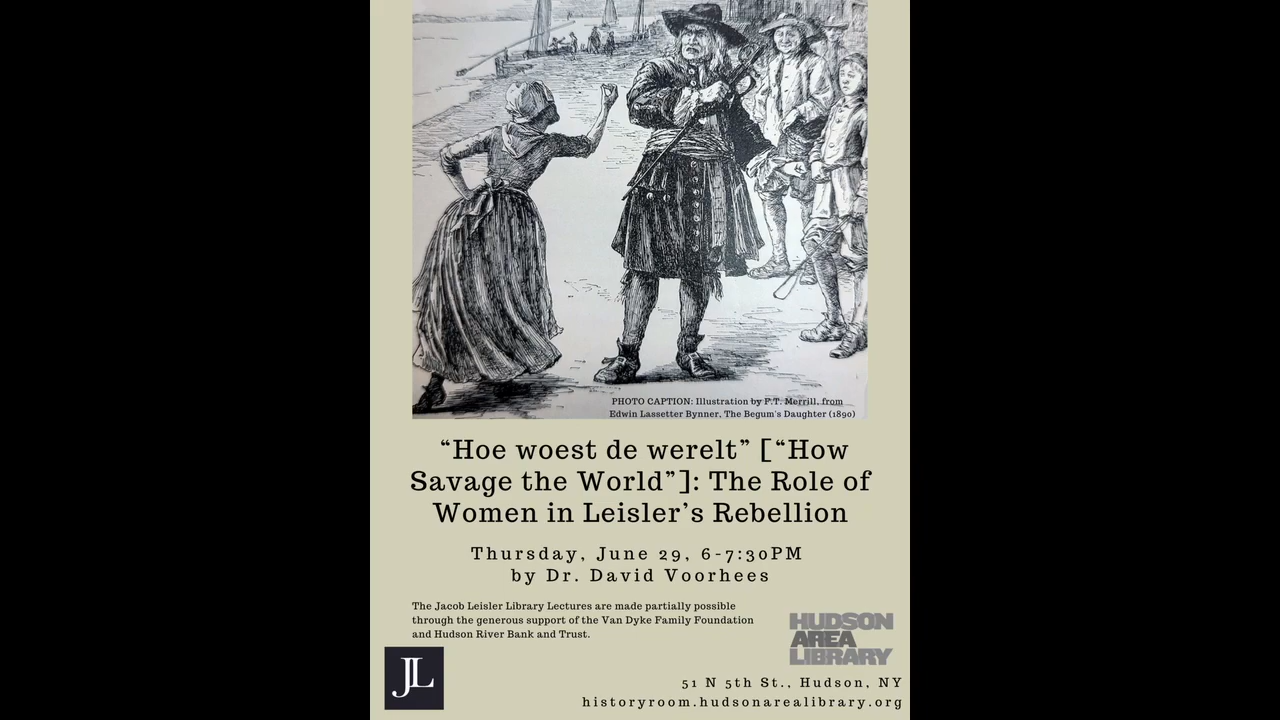 PHOTO CAPTION: Illustration by F.T. Merrill, from
Edwin Lassetter Bynner, The Begum's Daughter (1890)
“Hoe woest de werelt” [“How
Savage the World”]: The Role of
Women in Leisler’s Rebellion
Thursday, June 29, 6-7:30PM
by Dr. David Voorhees
The Jacob Leisler Library Lectures are made partially possible
through the generous support of the Van Dyke Family Foundation
and Hudson River Bank and Trust.
HUDSON
AREA
LIBRARY
JL
51 N 5th St., Hudson, NY
historyroom.hudsonarealibrary.org